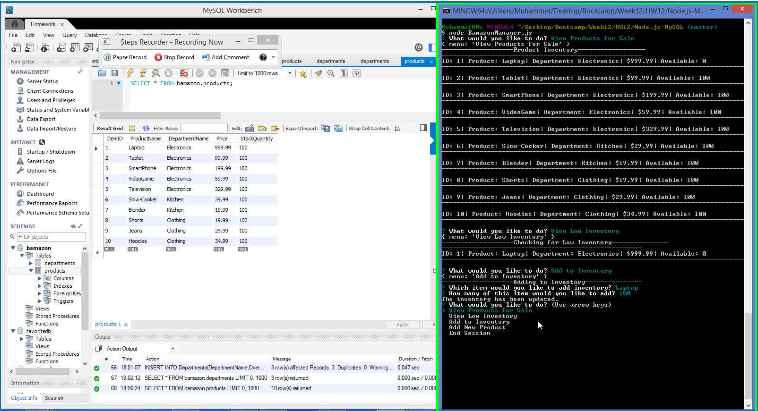 MySQL Workbench
Home
File Edit View Query Database
Steps Recorder - Recording Now
Pause Record Stop Record Add Comment
Navigator
MANAGEMENT
Server Status
Client Connections
Users and Privileges
Status and System Variabl
Data Export
Data Import/Restore
INSTANCE
Startup / Shutdown
Server Logs
Options File
PERFORMANCE
Dashboard
Performance Reports
Performance Schema Setu
SCHEMAS
Filter objects
bamazon
Tables
departments
products
Columns
Indexes
Foreign Key
Triggers
Views
Stored Procedures
Functions
Tables
Views
Stored Procedures
Functions
Information
Object Info Session
departments departments products
Limit to 1000 rows
1 SELECT * FROM bamazon.products;
Result Grid Filter Rows: Edit: Export/Import: Wrap Cell Content:
ItemID ProductName DepartmentName Price StockQuantity
1 Laptop Electronics 999.99 100
2 Tablet Electronics 99.99 100
3 SmartPhone Electronics 199.99 100
4 VideoGame Electronics 59.99 100
5 Television Electronics 329.99 100
6 Slow-Cooker Kitchen 29.99 100
7 Blender Kitchen 19.99 100
8 Shorts Clothing 19.99 100
9 Jeans Clothing 29.99 100
10 Hoodies Clothing 34.99 100
NULL NULL NULL NULL NULL
products 1 Apply
Output
Action Output
# Time Action Message Duration / Fetch
66 18:01:07 INSERT INTO Departments(DepartmentName,Over... 3 row(s) affected Records: 3 Duplicates: 0 Warning... 0.047 sec
67 18:02:12 SELECT * FROM bamazon.departments LIMIT 0, 1000 3 row(s) returned
68 18:06:24 SELECT * FROM bamazon.products LIMIT 0, 1000 10 row(s) returned
MINGW64:/c/Users/Muhammet/Desktop/Bootcamp/Week12/HW12/Node.js-M...
MINGW64 ~/Desktop/Bootcamp/Week12/HW12/Node.js-MySQL (master)
$ node BamazonManager.js
? What would you like to do? View Products for Sale
{ menu: 'View Products for Sale' }
Product Inventory
ID: 1| Product: Laptop| Department: Electronics| $999.99| Available: 0
ID: 2| Product: Tablet| Department: Electronics| $99.99| Available: 100
ID: 3| Product: SmartPhone| Department: Electronics| $199.99| Available: 100
ID: 4| Product: VideoGame| Department: Electronics| $59.99| Available: 100
ID: 5| Product: Television| Department: Electronics| $329.99| Available: 100
ID: 6| Product: Slow-Cooker| Department: Kitchen| $29.99| Available: 100
ID: 7| Product: Blender| Department: Kitchen| $19.99| Available: 100
ID: 8| Product: Shorts| Department: Clothing| $19.99| Available: 100
ID: 9| Product: Jeans| Department: Clothing| $29.99| Available: 100
ID: 10| Product: Hoodies| Department: Clothing| $34.99| Available: 100
? What would you like to do? View Low Inventory
{ menu: 'View Low Inventory' }
Checking for Low Inventory
ID: 1| Product: Laptop| Department: Electronics| $999.99| Available: 0
? What would you like to do? Add to Inventory
{ menu: 'Add to Inventory' }
Adding to Inventory
? Which item would you like to add inventory? Laptop
? How many of this item would you like to add? 100
The inventory has been updated.
? What would you like to do? (Use arrow keys)
> View Products for Sale
View Low Inventory
Add to Inventory
Add New Product
End Section